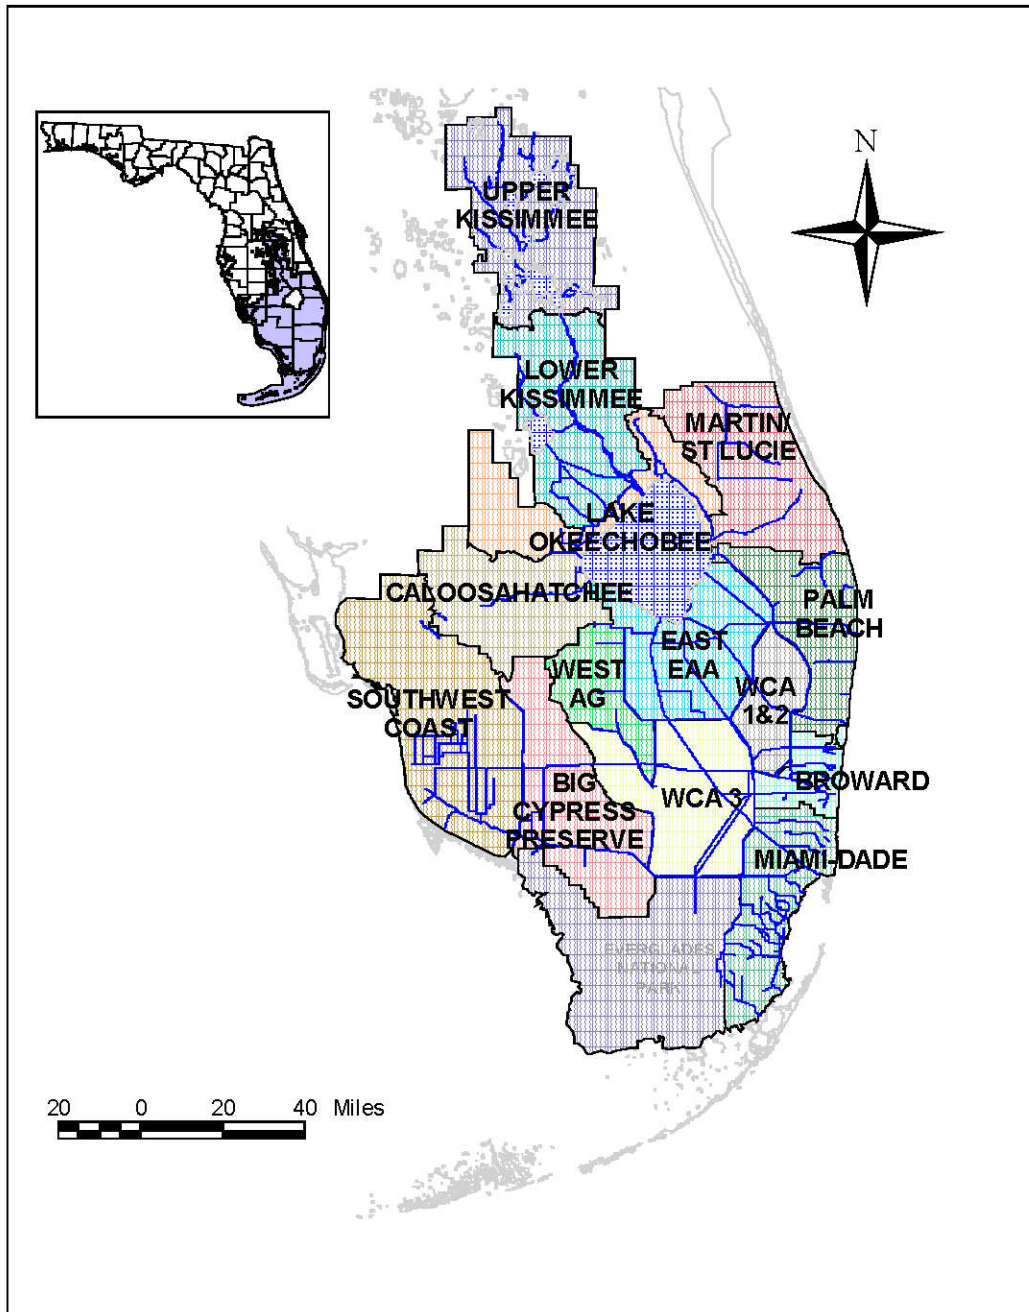 N
UPPER
KISSIMMEE
LOWER
KISSIMMEE
MARTIN/
ST LUCIE
LAKE
OKEECHOBEE
CALOOSAHATCHEE
PALM
BEACH
EAST
EAA
WEST
AG
WCA
1&2
SOUTHWEST
COAST
BIG
CYPRESS
PRESERVE
WCA 3
BROWARD
MIAMI-DADE
EVERGLADES
NATIONAL
PARK
20 0 20 40 Miles